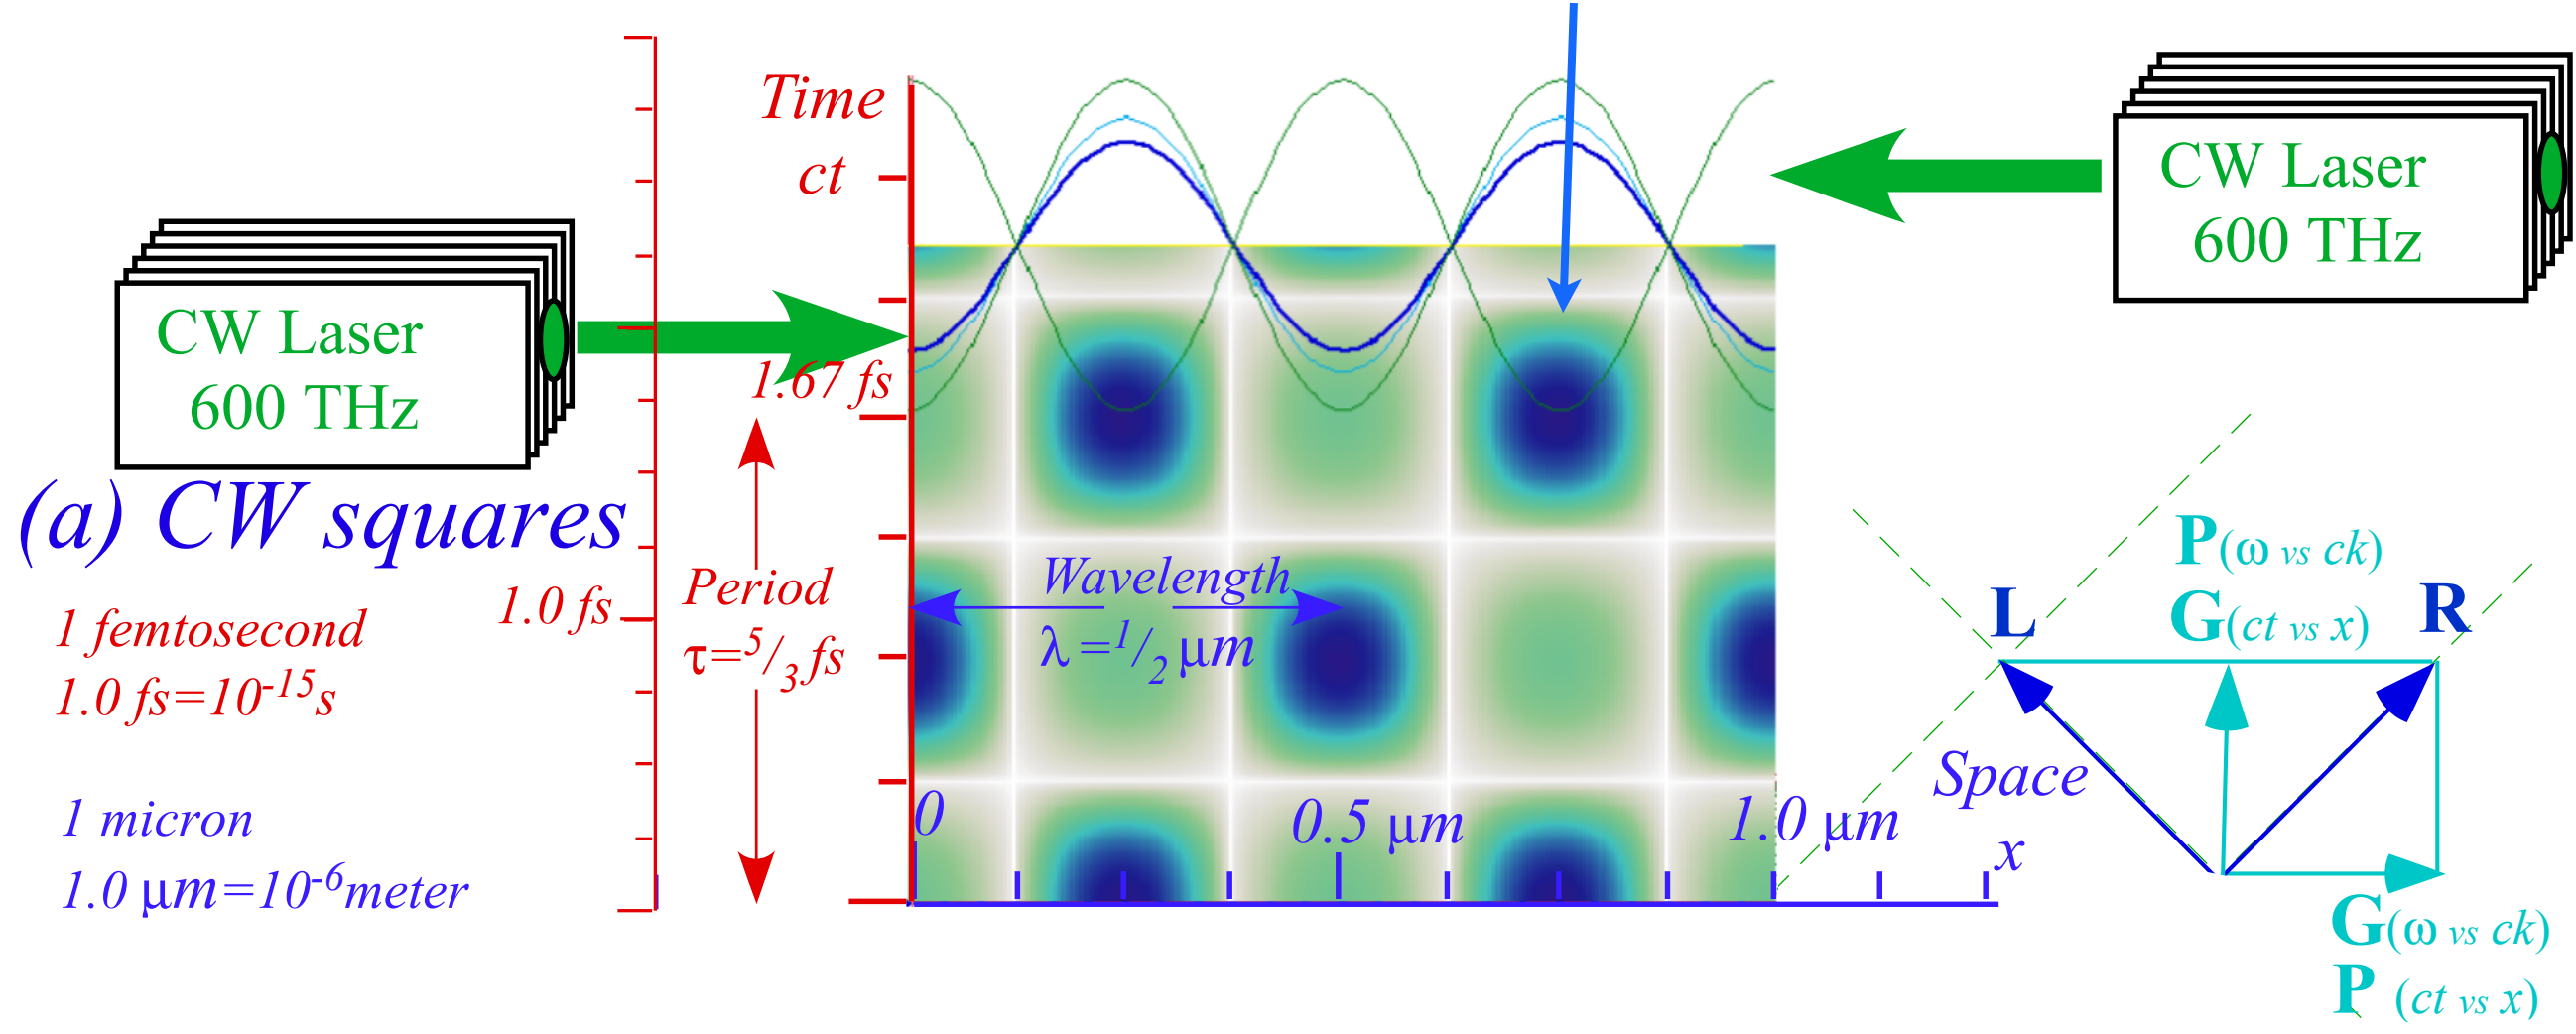 Time
ct
CW Laser
600 THz
CW Laser
600 THz
1.67 fs
(a) CW squares
1 femtosecond
1.0 fs=10⁻¹⁵s
1.0 fs
Period
τ=⁵/₃ fs
Wavelength
λ=¹/₂ μm
1 micron
1.0 μm=10⁻⁶meter
0
0.5 μm
1.0 μm
Space
x
P(ω vs ck)
G(ct vs x)
L
R
G(ω vs ck)
P (ct vs x)